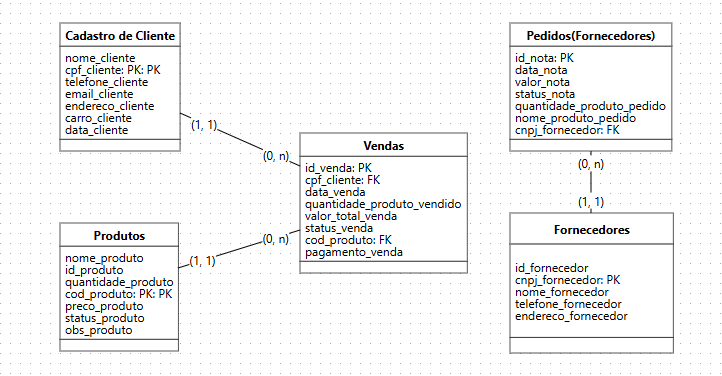 Cadastro de Cliente
nome_cliente
cpf_cliente: PK: PK
telefone_cliente
email_cliente
endereco_cliente
carro_cliente
data_cliente
(1, 1)
(0, n)
Vendas
id_venda: PK
cpf_cliente: FK
data_venda
quantidade_produto_vendido
valor_total_venda
status_venda
cod_produto: FK
pagamento_venda
Produtos
nome_produto
id_produto
quantidade_produto
cod_produto: PK: PK
preco_produto
status_produto
obs_produto
(1, 1)
(0, n)
Pedidos(Fornecedores)
id_nota: PK
data_nota
valor_nota
status_nota
quantidade_produto_pedido
nome_produto_pedido
cnpj_fornecedor: FK
(0, n)
(1, 1)
Fornecedores
id_fornecedor
cnpj_fornecedor: PK
nome_fornecedor
telefone_fornecedor
endereco_fornecedor